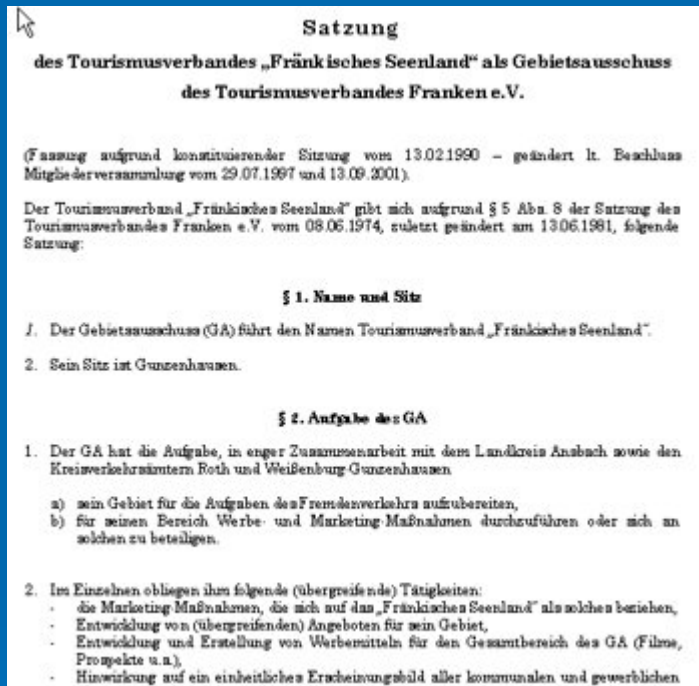 Satzung
des Tourismusverbandes „Fränkisches Seenland“ als Gebietsausschuss
des Tourismusverbandes Franken e.V.
(Fassung aufgrund konstituierender Sitzung vom 13.02.1990 – geändert lt. Beschluss
Mitgliederversammlung vom 29.07.1997 und 13.09.2001).
Der Tourismusverband „Fränkisches Seenland“ gibt sich aufgrund § 5 Abs. 8 der Satzung des
Tourismusverbandes Franken e.V. vom 08.06.1974, zuletzt geändert am 13.06.1981, folgende
Satzung:
§ 1. Name und Sitz
1. Der Gebietsausschuss (GA) führt den Namen Tourismusverband „Fränkisches Seenland“.
2. Sein Sitz ist Gunzenhausen.
§ 2. Aufgabe des GA
1. Der GA hat die Aufgabe, in enger Zusammenarbeit mit dem Landkreis Ansbach sowie den
Kreisverkehrsämtern Roth und Weißenburg-Gunzenhausen
a) sein Gebiet für die Aufgaben des Fremdenverkehrs aufzubereiten,
b) für seinen Bereich Werbe- und Marketing-Maßnahmen durchzuführen oder sich an
solchen zu beteiligen.
2. Im Einzelnen obliegen ihm folgende (übergreifende) Tätigkeiten:
- die Marketing-Maßnahmen, die sich auf das „Fränkisches Seenland“ als solches beziehen,
- Entwicklung von (übergreifenden) Angeboten für sein Gebiet,
- Entwicklung und Erstellung von Werbemitteln für den Gesamtbereich des GA (Filme,
Prospekte u.a.),
- Hinwirkung auf ein einheitliches Erscheinungsbild aller kommunalen und gewerblichen